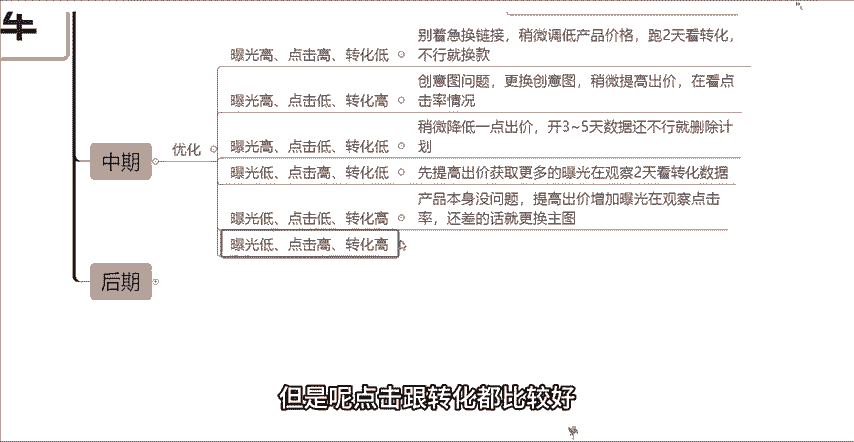 车
别着急换链接，稍微调低产品价格，跑2天看转化，
曝光高、点击高、转化低
不行就换款
创意图问题，更换创意图，稍微提高出价，在看点
曝光高、点击低、转化高
击率情况
稍微降低一点出价，开3~5天数据还不行就删除计
曝光高、点击低、转化低
划
中期
优化
曝光低、点击低、转化低
先提高出价获取更多的曝光在观察2天看转化数据
产品本身没问题，提高出价增加曝光在观察点击
曝光低、点击低、转化高
率，还差的话就更换主图
曝光低、点击高、转化高
后期
但是呢点击跟转化都比较好